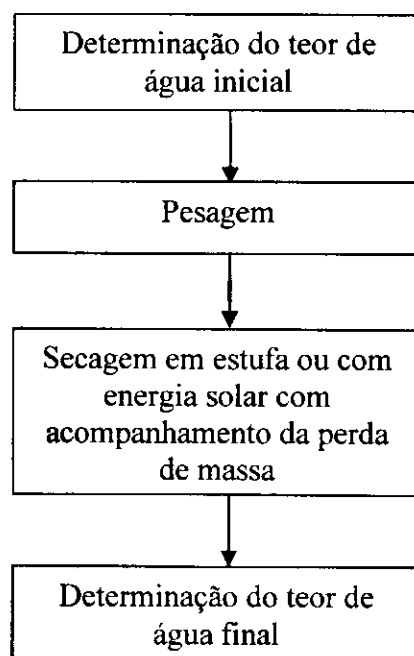 Determinação do teor de
água inicial
Pesagem
Secagem em estufa ou com
energia solar com
acompanhamento da perda
de massa
Determinação do teor de
água final